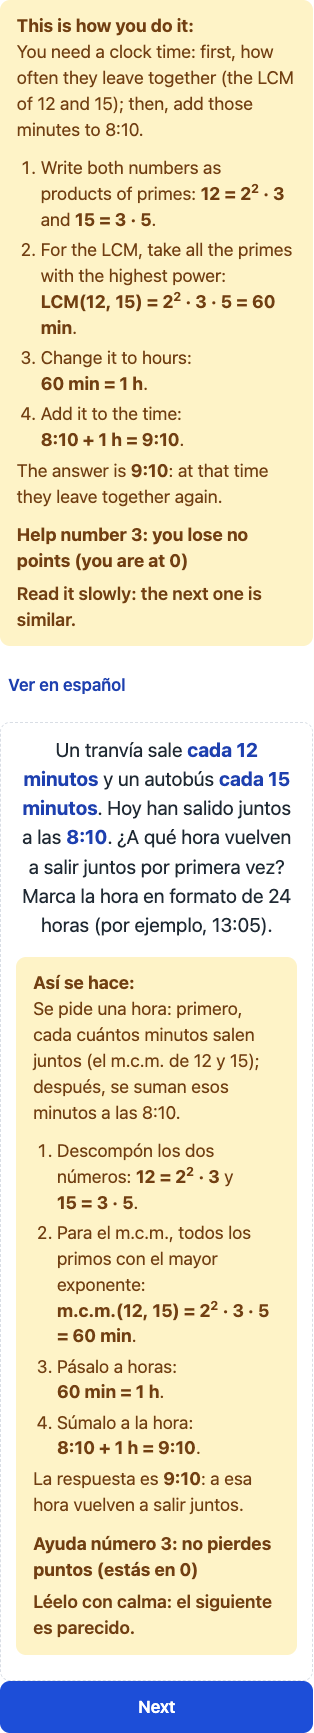 This is how you do it:
You need a clock time: first, how
often they leave together (the LCM
of 12 and 15); then, add those
minutes to 8:10.
1. Write both numbers as
products of primes: 12 = 2² · 3
and 15 = 3 · 5.
2. For the LCM, take all the primes
with the highest power:
LCM(12, 15) = 2² · 3 · 5 = 60
min.
3. Change it to hours:
60 min = 1 h.
4. Add it to the time:
8:10 + 1 h = 9:10.
The answer is 9:10: at that time
they leave together again.
Help number 3: you lose no
points (you are at 0)
Read it slowly: the next one is
similar.
Ver en español
Un tranvía sale cada 12
minutos y un autobús cada 15
minutos. Hoy han salido juntos
a las 8:10. ¿A qué hora vuelven
a salir juntos por primera vez?
Marca la hora en formato de 24
horas (por ejemplo, 13:05).
Así se hace:
Se pide una hora: primero,
cada cuántos minutos salen
juntos (el m.c.m. de 12 y 15);
después, se suman esos
minutos a las 8:10.
1. Descompón los dos
números: 12 = 2² · 3 y
15 = 3 · 5.
2. Para el m.c.m., todos los
primos con el mayor
exponente:
m.c.m.(12, 15) = 2² · 3 · 5
= 60 min.
3. Pásalo a horas:
60 min = 1 h.
4. Súmalo a la hora:
8:10 + 1 h = 9:10.
La respuesta es 9:10: a esa
hora vuelven a salir juntos.
Ayuda número 3: no pierdes
puntos (estás en 0)
Léelo con calma: el siguiente
es parecido.
Next